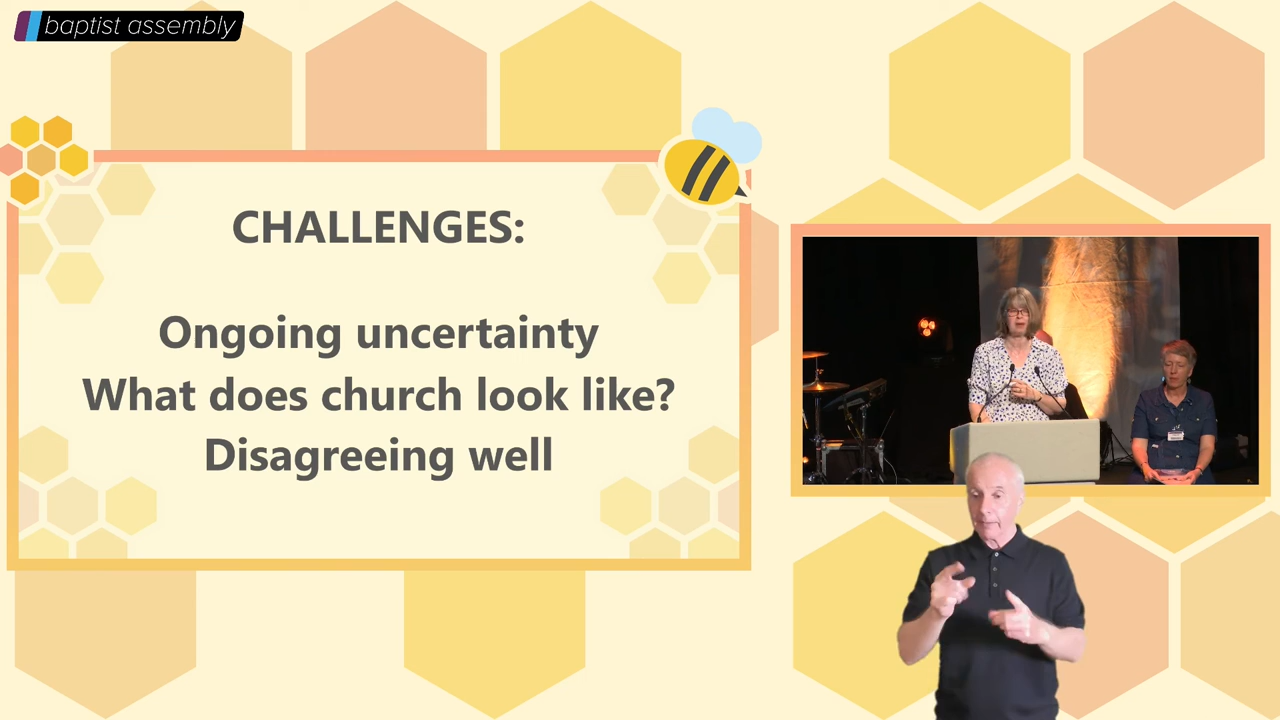 baptist assembly
CHALLENGES:
Ongoing uncertainty
What does church look like?
Disagreeing well